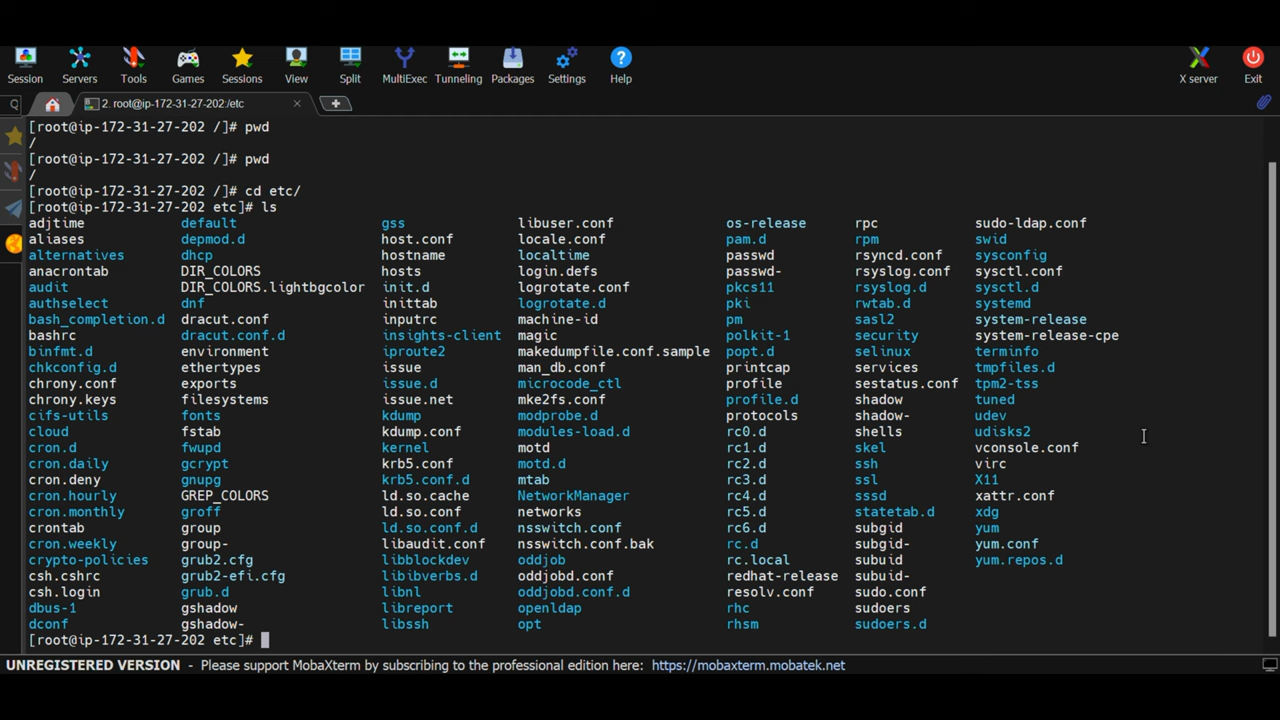 Session Servers Tools Games Sessions View Split MultiExec Tunneling Packages Settings Help X server Exit
2. root@ip-172-31-27-202:/etc
[root@ip-172-31-27-202 /]# pwd
/
[root@ip-172-31-27-202 /]# pwd
/
[root@ip-172-31-27-202 /]# cd etc/
[root@ip-172-31-27-202 etc]# ls
adjtime default gss libuser.conf os-release rpc sudo-ldap.conf
aliases depmod.d host.conf locale.conf pam.d rpm swid
alternatives dhcp hostname localtime passwd rsyncd.conf sysconfig
anacrontab DIR_COLORS hosts login.defs passwd- rsyslog.conf sysctl.conf
audit DIR_COLORS.lightbgcolor init.d logrotate.conf pkcs11 rsyslog.d sysctl.d
authselect dnf inittab logrotate.d pki rwtab.d systemd
bash_completion.d dracut.conf inputrc machine-id pm sasl2 system-release
bashrc dracut.conf.d insights-client magic polkit-1 security system-release-cpe
binfmt.d environment iproute2 makedumpfile.conf.sample popt.d selinux terminfo
chkconfig.d ethertypes issue man_db.conf printcap services tmpfiles.d
chrony.conf exports issue.d microcode_ctl profile sestatus.conf tpm2-tss
chrony.keys filesystems issue.net mke2fs.conf profile.d shadow tuned
cifs-utils fonts kdump modprobe.d protocols shadow- udev
cloud fstab kdump.conf modules-load.d rc0.d shells udisks2
cron.d fwupd kernel motd rc1.d skel vconsole.conf
cron.daily gcrypt krb5.conf motd.d rc2.d ssh virc
cron.deny gnupg krb5.conf.d mtab rc3.d ssl X11
cron.hourly GREP_COLORS ld.so.cache NetworkManager rc4.d sssd xattr.conf
cron.monthly groff ld.so.conf networks rc5.d statetab.d xdg
crontab group ld.so.conf.d nsswitch.conf rc6.d subgid yum
cron.weekly group- libaudit.conf nsswitch.conf.bak rc.d subgid- yum.conf
crypto-policies grub2.cfg libblockdev oddjob rc.local subuid yum.repos.d
csh.cshrc grub2-efi.cfg libibverbs.d oddjobd.conf redhat-release subuid-
csh.login grub.d libnl oddjobd.conf.d resolv.conf sudo.conf
dbus-1 gshadow libreport openldap rhc sudoers
dconf gshadow- libssh opt rhsm sudoers.d
[root@ip-172-31-27-202 etc]#
UNREGISTERED VERSION - Please support MobaXterm by subscribing to the professional edition here: https://mobaxterm.mobatek.net